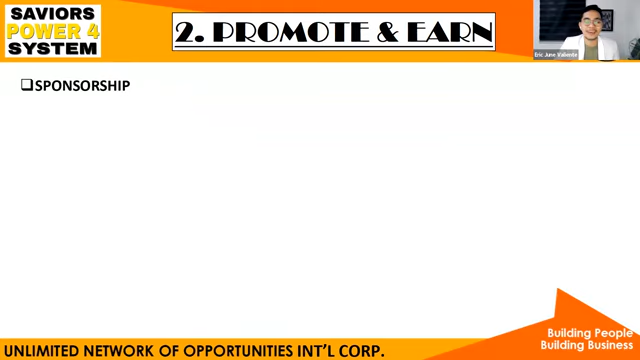 SAVIORS
POWER 4
SYSTEM
2. PROMOTE & EARN
Eric June Valiente
❑SPONSORSHIP
Building People
Building Business
UNLIMITED NETWORK OF OPPORTUNITIES INT'L CORP.